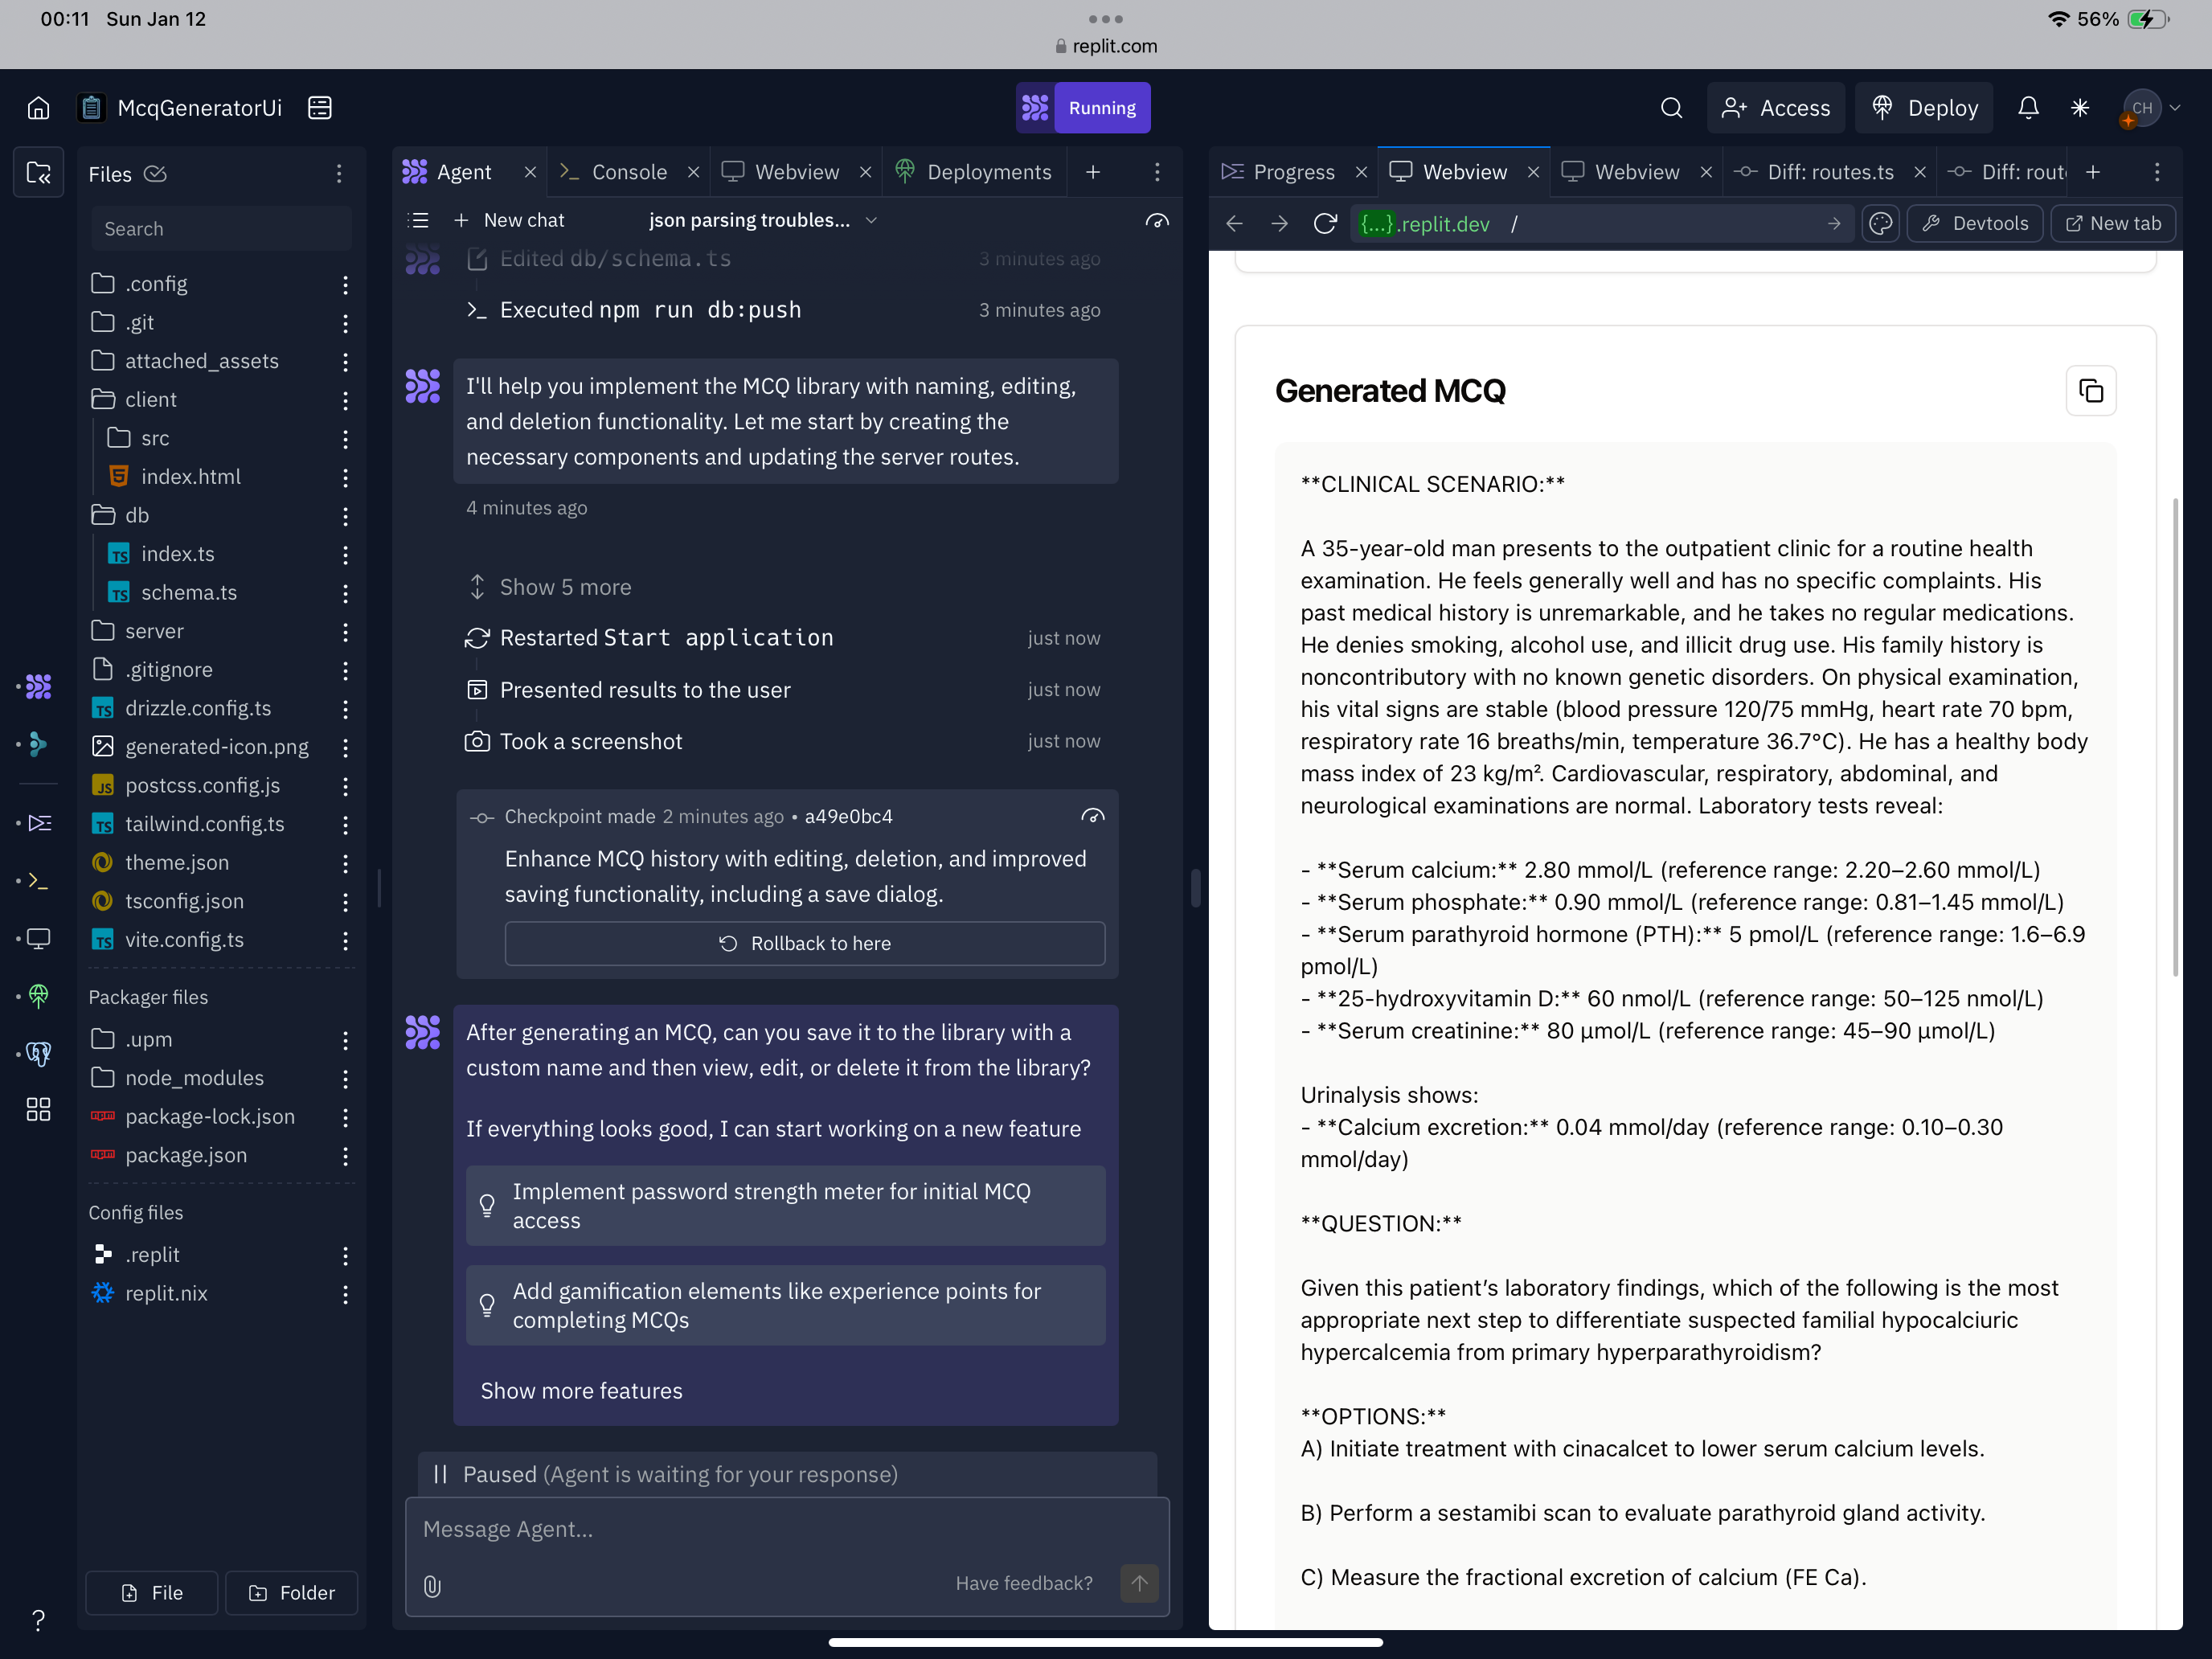 00:11 Sun Jan 12
56%
replit.com
McqGeneratorUi
Running
Access
Deploy
CH
Files
Search
.config
.git
attached_assets
client
src
index.html
db
index.ts
schema.ts
server
.gitignore
drizzle.config.ts
generated-icon.png
postcss.config.js
tailwind.config.ts
theme.json
tsconfig.json
vite.config.ts
Packager files
.upm
node_modules
package-lock.json
package.json
Config files
.replit
replit.nix
File
Folder
Agent
Console
Webview
Deployments
New chat
json parsing troubles...
Edited db/schema.ts 3 minutes ago
Executed npm run db:push 3 minutes ago
I'll help you implement the MCQ library with naming, editing,
and deletion functionality. Let me start by creating the
necessary components and updating the server routes.
4 minutes ago
Show 5 more
Restarted Start application just now
Presented results to the user just now
Took a screenshot just now
Checkpoint made 2 minutes ago • a49e0bc4
Enhance MCQ history with editing, deletion, and improved
saving functionality, including a save dialog.
Rollback to here
After generating an MCQ, can you save it to the library with a
custom name and then view, edit, or delete it from the library?
If everything looks good, I can start working on a new feature
Implement password strength meter for initial MCQ
access
Add gamification elements like experience points for
completing MCQs
Show more features
Paused (Agent is waiting for your response)
Message Agent...
Have feedback?
Progress
Webview
Webview
Diff: routes.ts
Diff: rout
{...}.replit.dev /
Devtools
New tab
Generated MCQ
**CLINICAL SCENARIO:**
A 35-year-old man presents to the outpatient clinic for a routine health
examination. He feels generally well and has no specific complaints. His
past medical history is unremarkable, and he takes no regular medications.
He denies smoking, alcohol use, and illicit drug use. His family history is
noncontributory with no known genetic disorders. On physical examination,
his vital signs are stable (blood pressure 120/75 mmHg, heart rate 70 bpm,
respiratory rate 16 breaths/min, temperature 36.7°C). He has a healthy body
mass index of 23 kg/m². Cardiovascular, respiratory, abdominal, and
neurological examinations are normal. Laboratory tests reveal:
- **Serum calcium:** 2.80 mmol/L (reference range: 2.20–2.60 mmol/L)
- **Serum phosphate:** 0.90 mmol/L (reference range: 0.81–1.45 mmol/L)
- **Serum parathyroid hormone (PTH):** 5 pmol/L (reference range: 1.6–6.9
pmol/L)
- **25-hydroxyvitamin D:** 60 nmol/L (reference range: 50–125 nmol/L)
- **Serum creatinine:** 80 µmol/L (reference range: 45–90 µmol/L)
Urinalysis shows:
- **Calcium excretion:** 0.04 mmol/day (reference range: 0.10–0.30
mmol/day)
**QUESTION:**
Given this patient’s laboratory findings, which of the following is the most
appropriate next step to differentiate suspected familial hypocalciuric
hypercalcemia from primary hyperparathyroidism?
**OPTIONS:**
A) Initiate treatment with cinacalcet to lower serum calcium levels.
B) Perform a sestamibi scan to evaluate parathyroid gland activity.
C) Measure the fractional excretion of calcium (FE Ca).